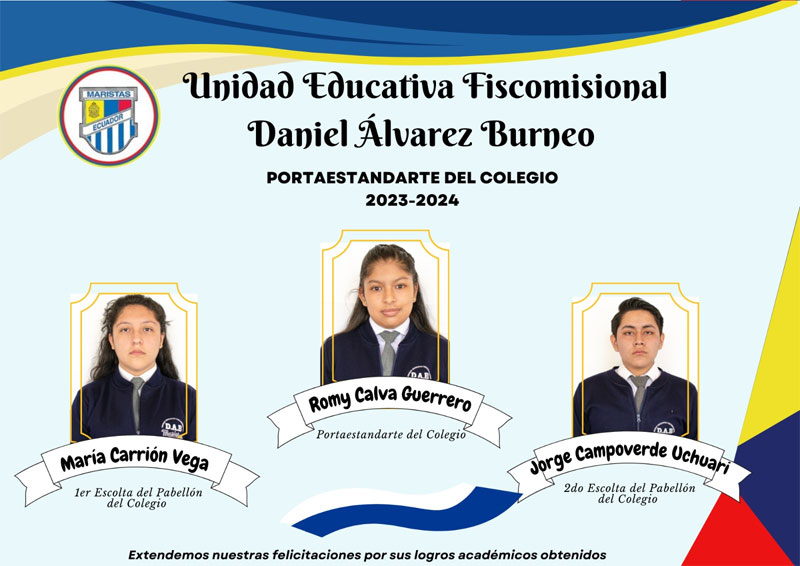 Unidad Educativa Fiscomisional
Daniel Álvarez Burneo
MARISTAS
ECUADOR
PORTAESTANDARTE DEL COLEGIO
2023-2024
D.A.B
Romy Calva Guerrero
Portaestandarte del Colegio
D.A.B
María Carrión Vega
1er Escolta del Pabellón
del Colegio
D.A.B
Jorge Campoverde Uchuari
2do Escolta del Pabellón
del Colegio
Extendemos nuestras felicitaciones por sus logros académicos obtenidos